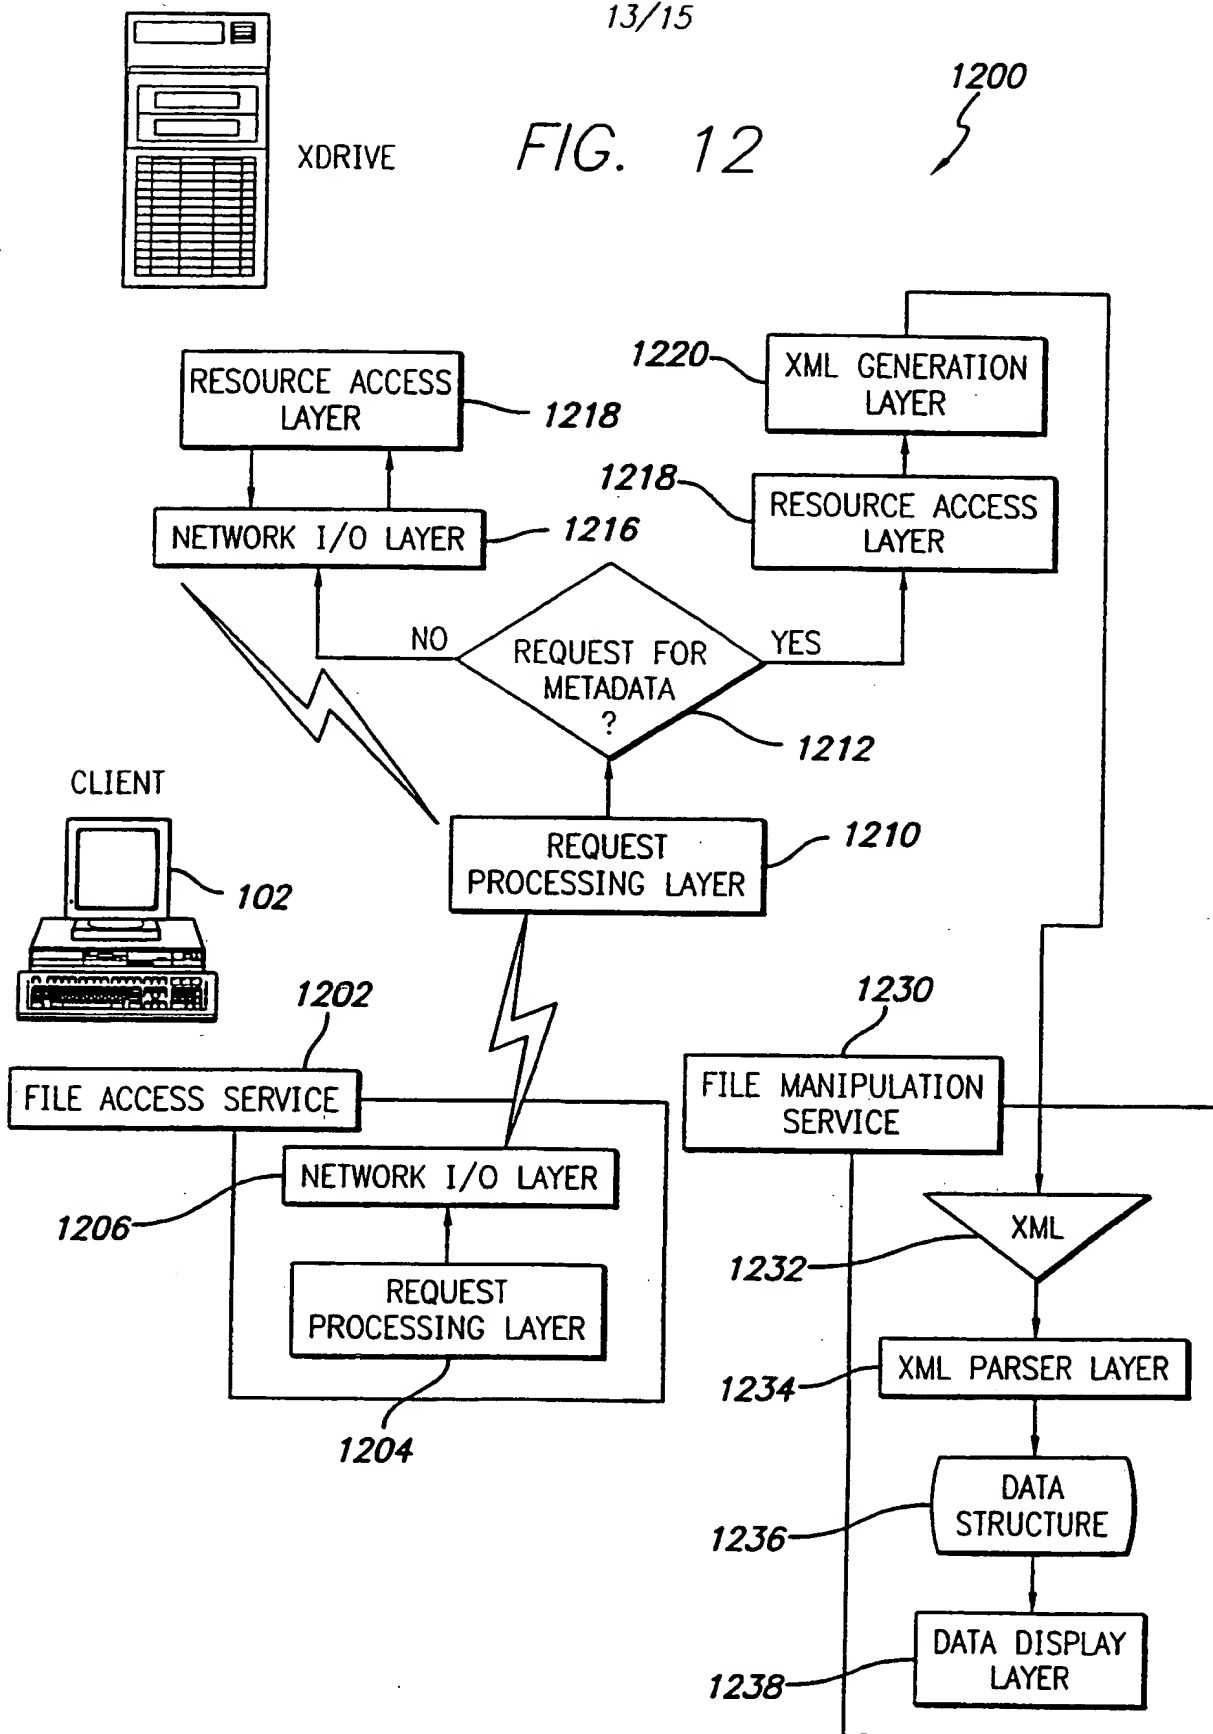 13/15
1200
XDRIVE
FIG. 12
1220
XML GENERATION
LAYER
RESOURCE ACCESS
LAYER
1218
1218
RESOURCE ACCESS
LAYER
NETWORK I/O LAYER
1216
NO
REQUEST FOR
METADATA
?
YES
1212
CLIENT
102
REQUEST
PROCESSING LAYER
1210
1202
FILE ACCESS SERVICE
1230
FILE MANIPULATION
SERVICE
NETWORK I/O LAYER
1206
REQUEST
PROCESSING LAYER
1204
XML
1232
XML PARSER LAYER
1234
DATA
STRUCTURE
1236
DATA DISPLAY
LAYER
1238